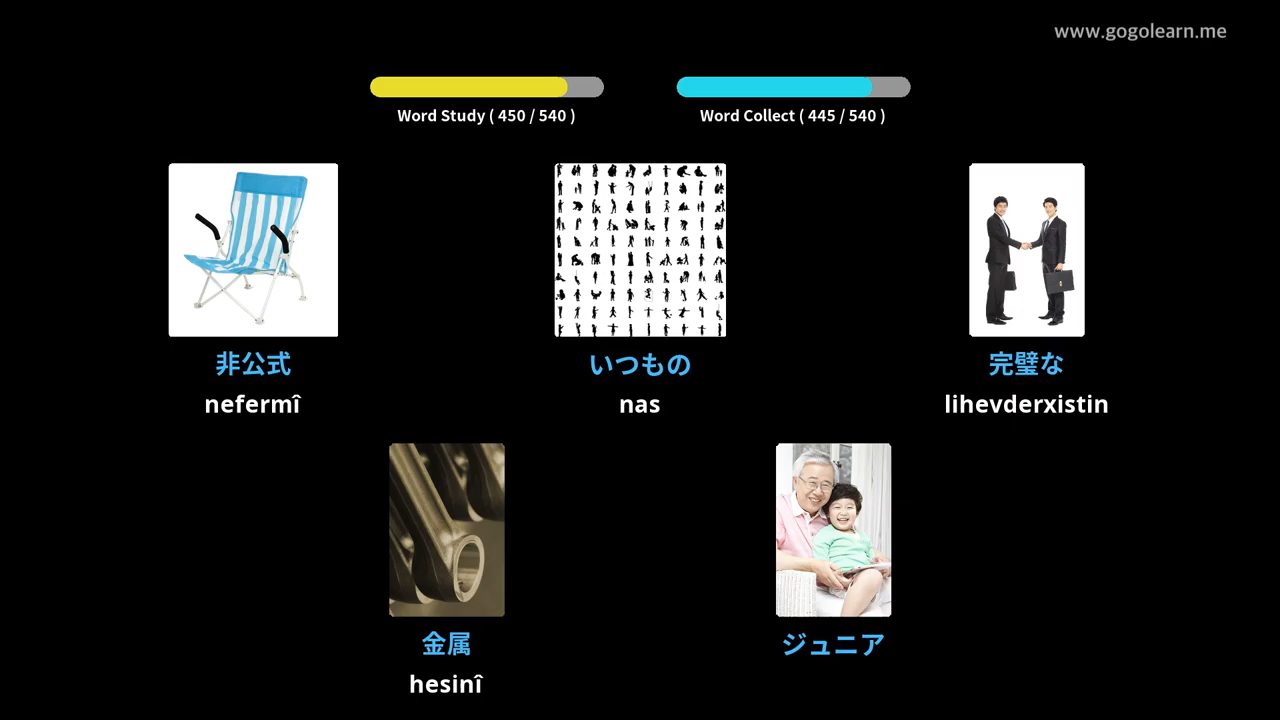 www.gogolearn.me
Word Study ( 450 / 540 )
Word Collect ( 445 / 540 )
非公式
いつもの
完璧な
nefermî
nas
lihevderxistin
金属
ジュニア
hesinî